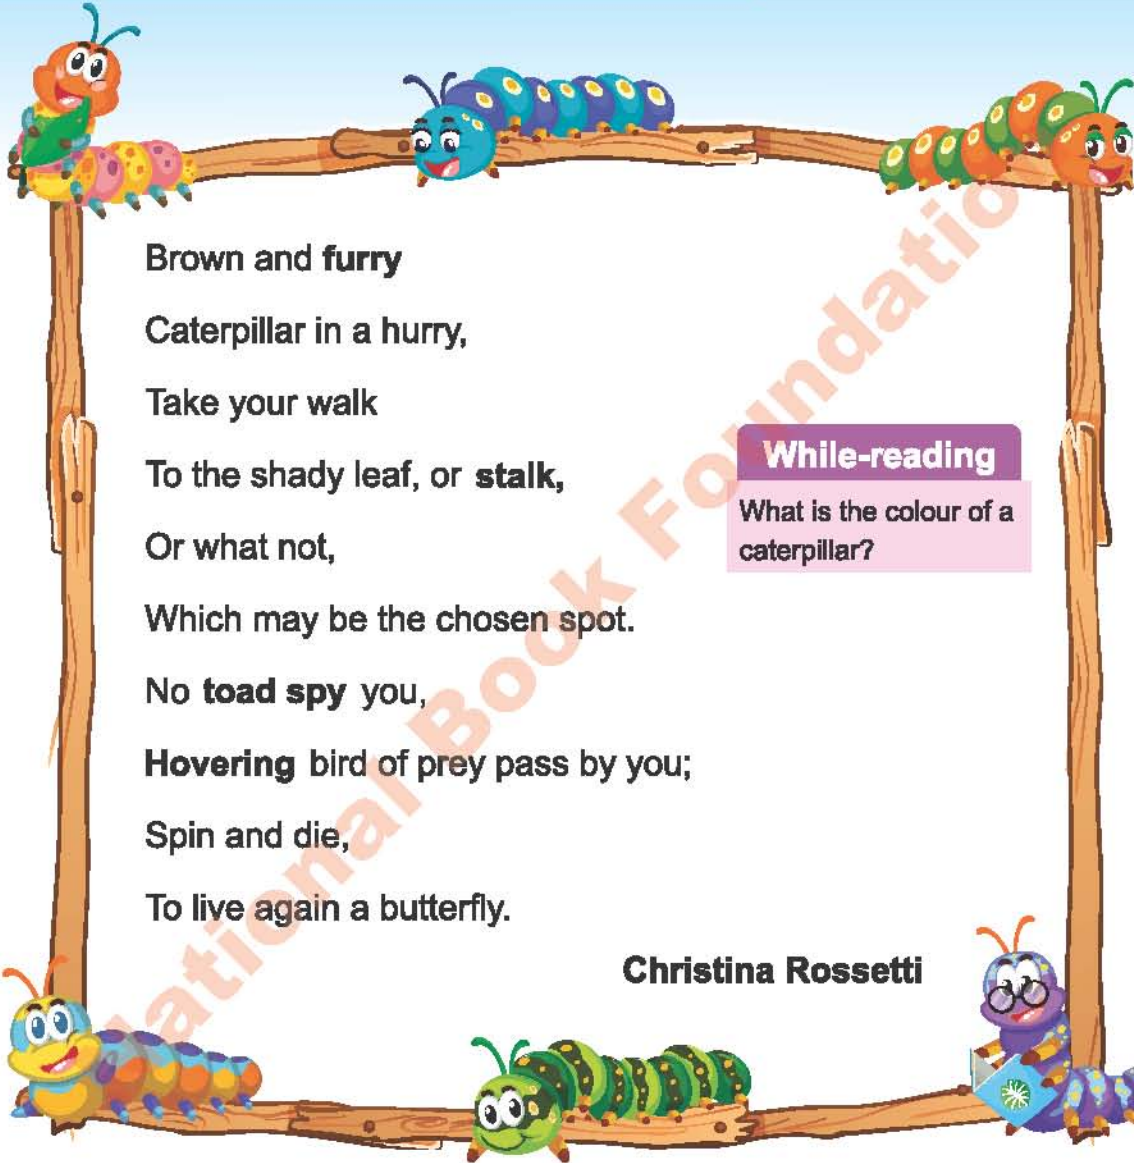 Brown and furry
Caterpillar in a hurry,
Take your walk
To the shady leaf, or stalk,
Or what not,
Which may be the chosen spot.
No toad spy you,
Hovering bird of prey pass by you;
Spin and die,
To live again a butterfly.
Christina Rossetti
While-reading
What is the colour of a
caterpillar?
ational Book Foundatio